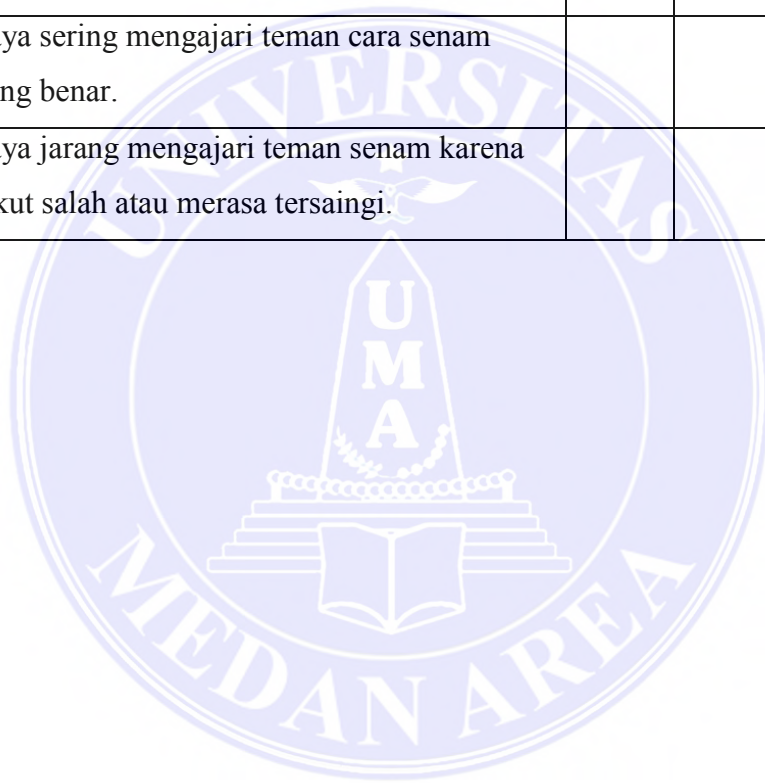 ya sering mengajari teman cara senam
ng benar.
ya jarang mengajari teman senam karena
kut salah atau merasa tersaingi.
UNIVERSITAS
U
M
A
MEDAN AREA